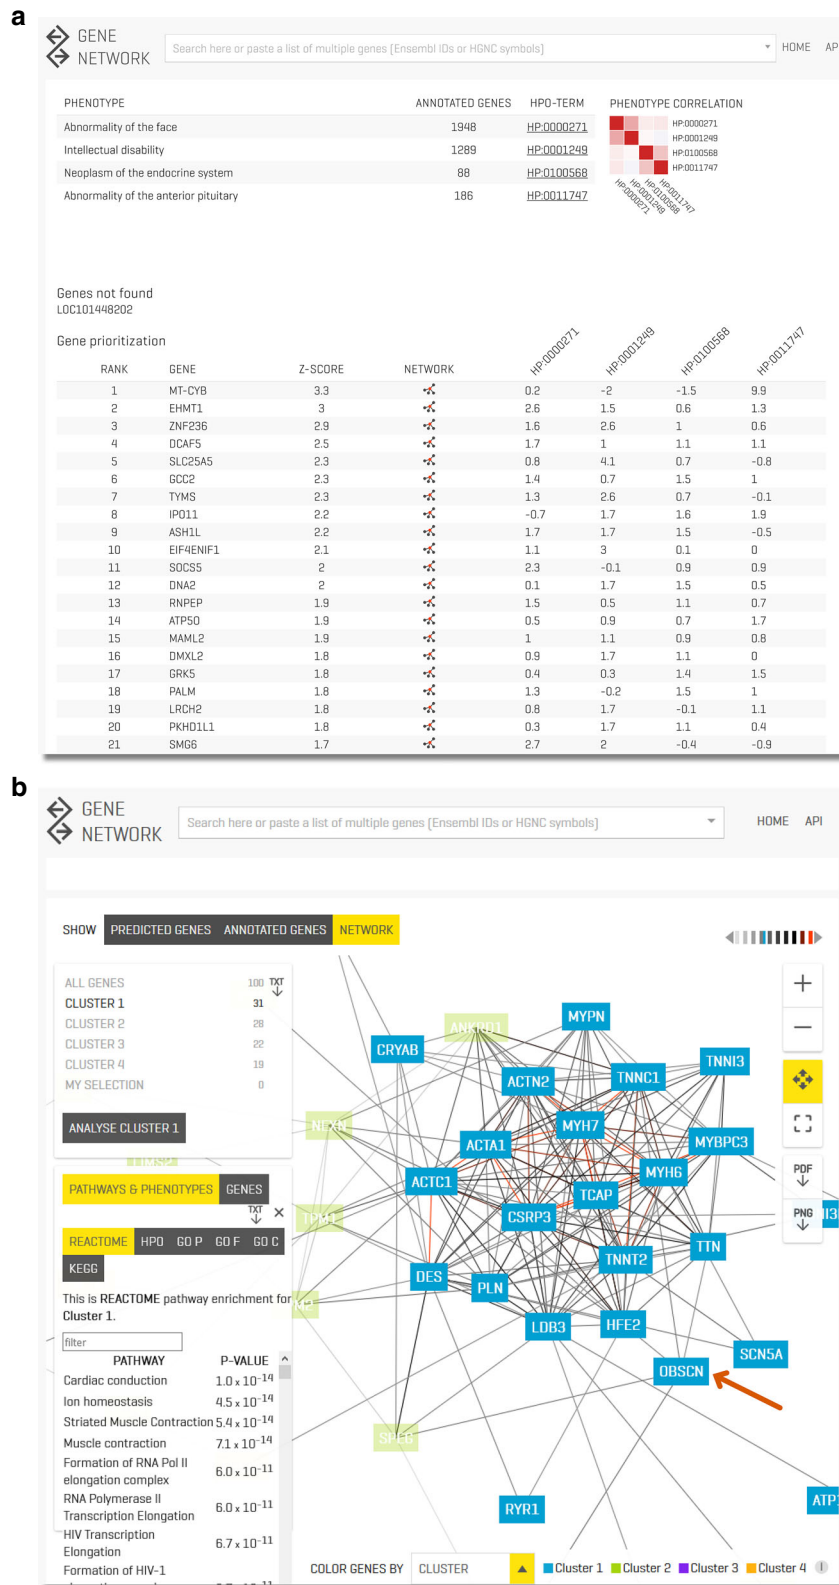 a
GENE
NETWORK
Search here or paste a list of multiple genes (Ensembl IDs or HGNC symbols)
HOME AP
PHENOTYPE ANNOTATED GENES HPO-TERM PHENOTYPE CORRELATION
Abnormality of the face 1948 HP:0000271
Intellectual disability 1289 HP:0001249
Neoplasm of the endocrine system 88 HP:0100568
Abnormality of the anterior pituitary 186 HP:0011747
HP:0000271
HP:0001249
HP:0100568
HP:0011747
HP:0000271 HP:0001249 HP:0100568 HP:0011747
Genes not found
LOC101448202
Gene prioritization
RANK GENE Z-SCORE NETWORK HP:0000271 HP:0001249 HP:0100568 HP:0011747
1 MT-CYB 3.3 0.2 -2 -1.5 9.9
2 EHMT1 3 2.6 1.5 0.6 1.3
3 ZNF236 2.9 1.6 2.6 1 0.6
4 DCAF5 2.5 1.7 1 1.1 1.1
5 SLC25A5 2.3 0.8 4.1 0.7 -0.8
6 GCC2 2.3 1.4 0.7 1.5 1
7 TYMS 2.3 1.3 2.6 0.7 -0.1
8 IPO11 2.2 -0.7 1.7 1.6 1.9
9 ASH1L 2.2 1.7 1.7 1.5 -0.5
10 EIF4ENIF1 2.1 1.1 3 0.1 0
11 SOCS5 2 2.3 -0.1 0.9 0.9
12 DNA2 2 0.1 1.7 1.5 0.5
13 RNPEP 1.9 1.5 0.5 1.1 0.7
14 ATP5O 1.9 0.5 0.9 0.7 1.7
15 MAML2 1.9 1 1.1 0.9 0.8
16 DMXL2 1.8 0.9 1.7 1.1 0
17 GRK5 1.8 0.4 0.3 1.4 1.5
18 PALM 1.8 1.3 -0.2 1.5 1
19 LRCH2 1.8 0.8 1.7 -0.1 1.1
20 PKHD1L1 1.8 0.3 1.7 1.1 0.4
21 SMG6 1.7 2.7 2 -0.4 -0.9
b
GENE
NETWORK
Search here or paste a list of multiple genes (Ensembl IDs or HGNC symbols)
HOME API
SHOW PREDICTED GENES ANNOTATED GENES NETWORK
ALL GENES 100 TXT
CLUSTER 1 31
CLUSTER 2 28
CLUSTER 3 22
CLUSTER 4 19
MY SELECTION 0
ANALYSE CLUSTER 1
PATHWAYS & PHENOTYPES GENES
TXT
REACTOME HPO GO P GO F GO C
KEGG
This is REACTOME pathway enrichment for
Cluster 1.
filter
PATHWAY P-VALUE
Cardiac conduction 1.0 x 10-14
Ion homeostasis 4.5 x 10-14
Striated Muscle Contraction 5.4 x 10-14
Muscle contraction 7.1 x 10-14
Formation of RNA Pol II
elongation complex 6.0 x 10-11
RNA Polymerase II
Transcription Elongation 6.0 x 10-11
HIV Transcription
Elongation 6.7 x 10-11
Formation of HIV-1
ANKRD1
MYPN
CRYAB
TNNI3
ACTN2
TNNC1
NEXN
MYH7
ACTA1
MYBPC3
MYH6
ACTC1
TCAP
TPM1
CSRP3
TTN
TNNT2
DES
PLN
LDB3
HFE2
SCN5A
OBSCN
SPEG
RYR1
ATP
PDF
PNG
COLOR GENES BY CLUSTER
Cluster 1 Cluster 2 Cluster 3 Cluster 4